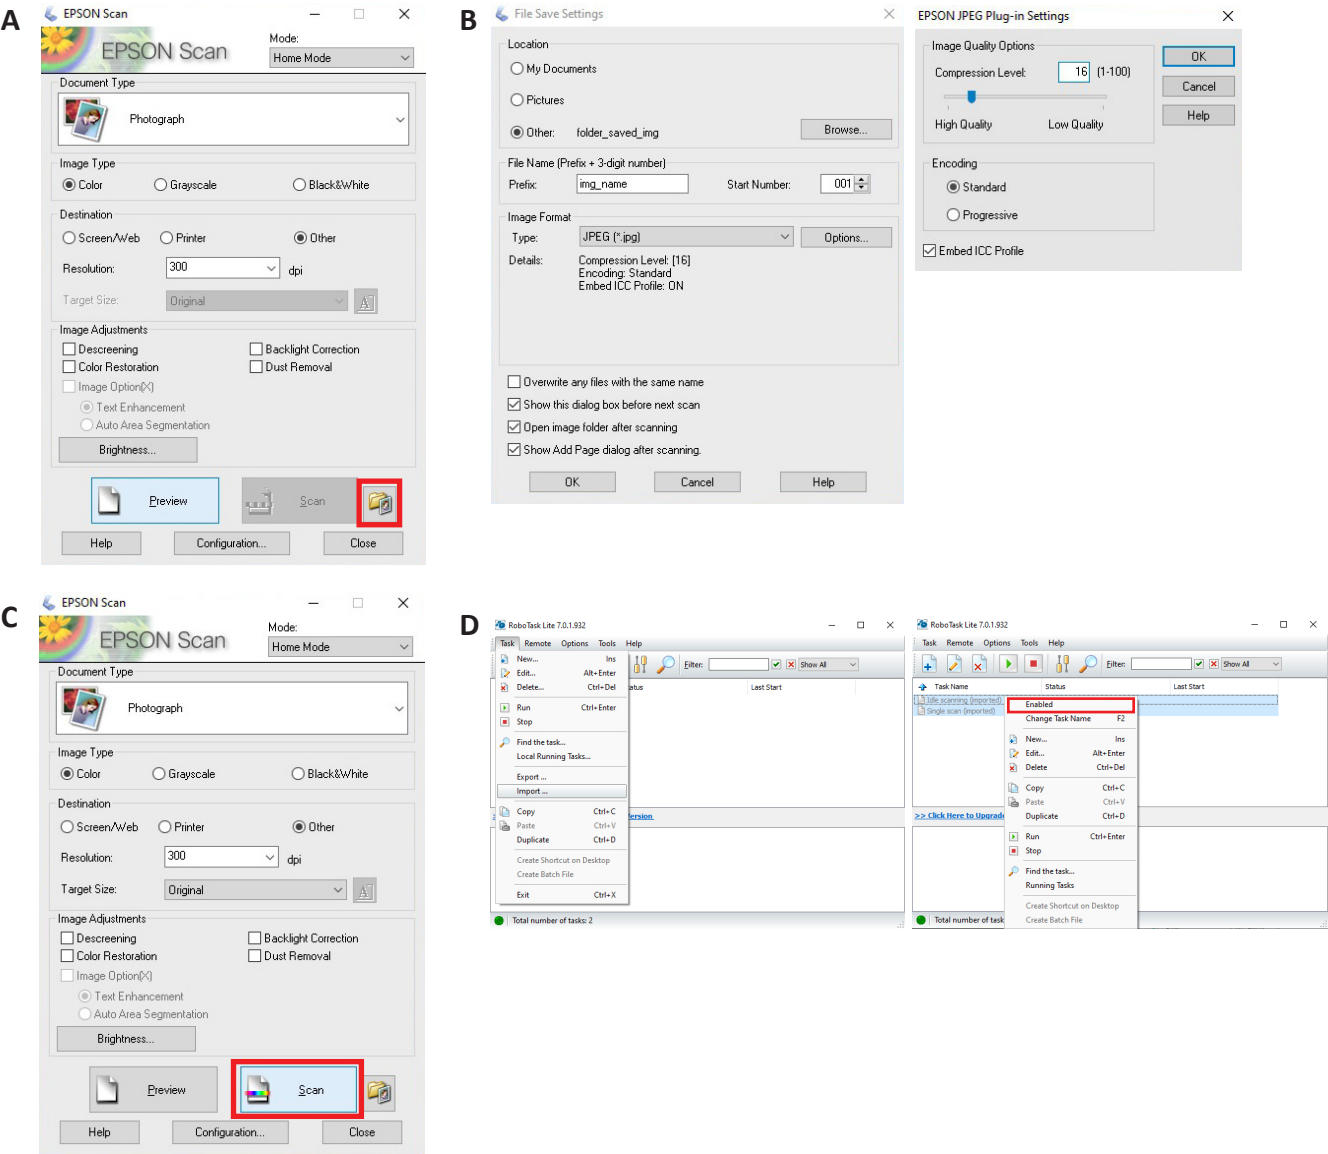 A
EPSON Scan
EPSON Scan
Mode:
Home Mode
Document Type
Photograph
Image Type
Color Grayscale Black&White
Destination
Screen/Web Printer Other
Resolution: 300 dpi
Target Size: Original
Image Adjustments
Descreening Backlight Correction
Color Restoration Dust Removal
Image Option(X)
Text Enhancement
Auto Area Segmentation
Brightness...
Preview Scan
Help Configuration... Close
B
File Save Settings
Location
My Documents
Pictures
Other: folder_saved_img Browse...
File Name (Prefix + 3-digit number)
Prefix: img_name Start Number: 001
Image Format
Type: JPEG (*.jpg) Options...
Details: Compression Level: [16]
Encoding: Standard
Embed ICC Profile: ON
Overwrite any files with the same name
Show this dialog box before next scan
Open image folder after scanning
Show Add Page dialog after scanning.
OK Cancel Help
EPSON JPEG Plug-in Settings
Image Quality Options
Compression Level: 16 (1-100)
High Quality Low Quality
OK
Cancel
Help
Encoding
Standard
Progressive
Embed ICC Profile
C
EPSON Scan
EPSON Scan
Mode:
Home Mode
Document Type
Photograph
Image Type
Color Grayscale Black&White
Destination
Screen/Web Printer Other
Resolution: 300 dpi
Target Size: Original
Image Adjustments
Descreening Backlight Correction
Color Restoration Dust Removal
Image Option(X)
Text Enhancement
Auto Area Segmentation
Brightness...
Preview Scan
Help Configuration... Close
D
RoboTask Lite 7.0.1.932
Task Remote Options Tools Help
Filter: Show All
atus Last Start
New... Ins
Edit... Alt+Enter
Delete... Ctrl+Del
Run Ctrl+Enter
Stop
Find the task...
Local Running Tasks...
Export ...
Import ...
Copy Ctrl+C
Paste Ctrl+V
Duplicate Ctrl+D
Create Shortcut on Desktop
Create Batch File
Exit Ctrl+X
ersion
Total number of tasks: 2
RoboTask Lite 7.0.1.932
Task Remote Options Tools Help
Filter: Show All
Task Name Status Last Start
Idle scanning (imported)
Single scan (imported)
Enabled
Change Task Name F2
New... Ins
Edit... Alt+Enter
Delete Ctrl+Del
Copy Ctrl+C
Paste Ctrl+V
Duplicate Ctrl+D
Run Ctrl+Enter
Stop
Find the task...
Running Tasks
Create Shortcut on Desktop
Create Batch File
>> Click Here to Upgrade
Total number of task